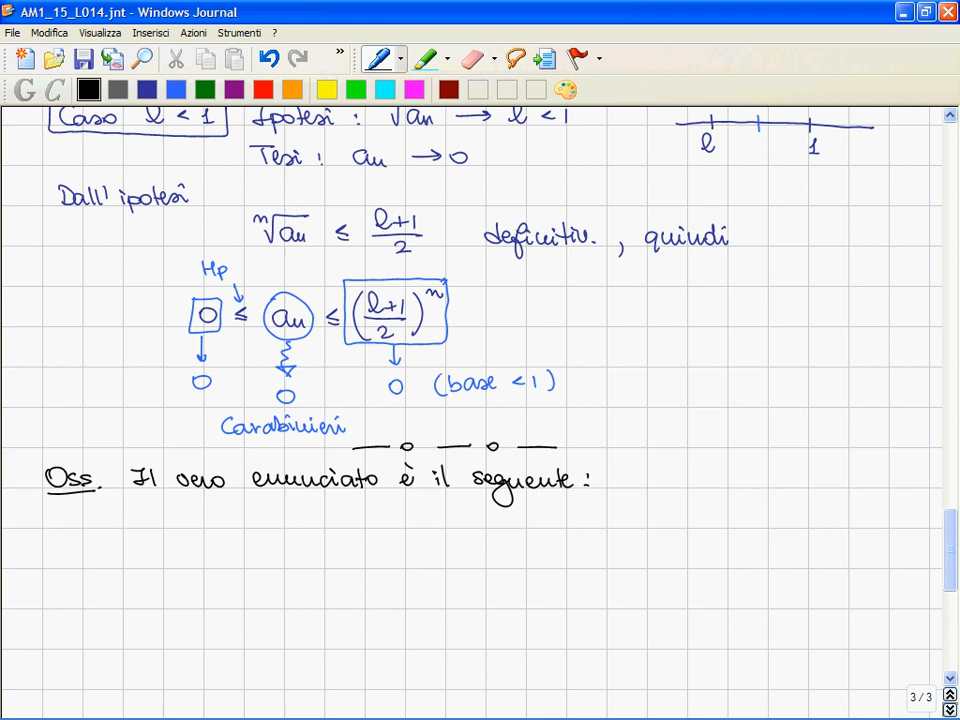 AM1_15_L014.jnt - Windows Journal
File Modifica Visualizza Inserisci Azioni Strumenti ?
Caso l < 1 Ipotesi : √an → l < 1
l 1
Tesi : an → 0
Dall'ipotesi
ⁿ√an ≤ (l+1)/2 definitiv. , quindi
Hp
0 ≤ an ≤ ((l+1)/2)ⁿ
0 0 0 (base < 1)
Carabinieri
Oss. Il vero enunciato è il seguente :
3 / 3